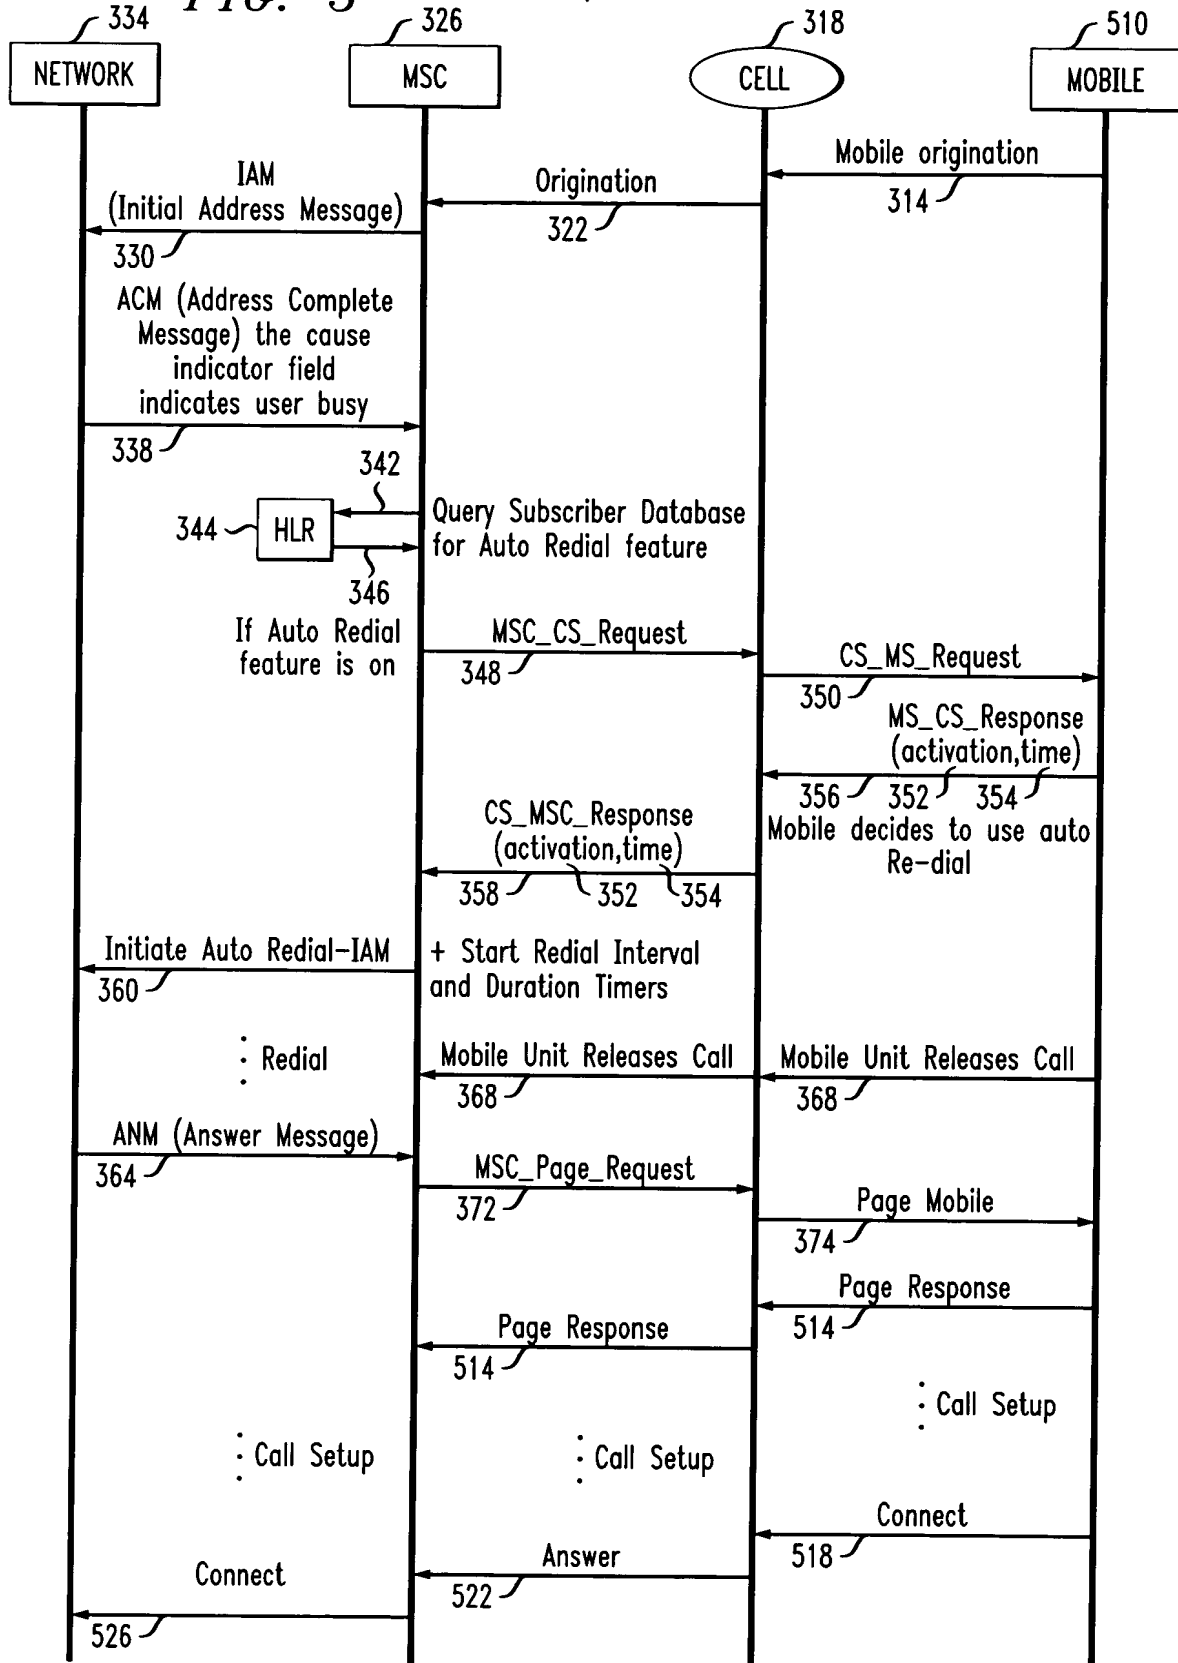 FIG. 5
334
326
318
510
NETWORK
MSC
CELL
MOBILE
Mobile origination
314
Origination
322
IAM
(Initial Address Message)
330
ACM (Address Complete
Message) the cause
indicator field
indicates user busy
338
342
344
HLR
Query Subscriber Database
for Auto Redial feature
346
If Auto Redial
feature is on
MSC_CS_Request
348
CS_MS_Request
350
MS_CS_Response
(activation,time)
356
352
354
Mobile decides to use auto
Re-dial
CS_MSC_Response
(activation,time)
358
352
354
Initiate Auto Redial-IAM
360
+ Start Redial Interval
and Duration Timers
Redial
Mobile Unit Releases Call
368
Mobile Unit Releases Call
368
ANM (Answer Message)
364
MSC_Page_Request
372
Page Mobile
374
Page Response
514
Page Response
514
Call Setup
Call Setup
Call Setup
Connect
518
Answer
522
Connect
526